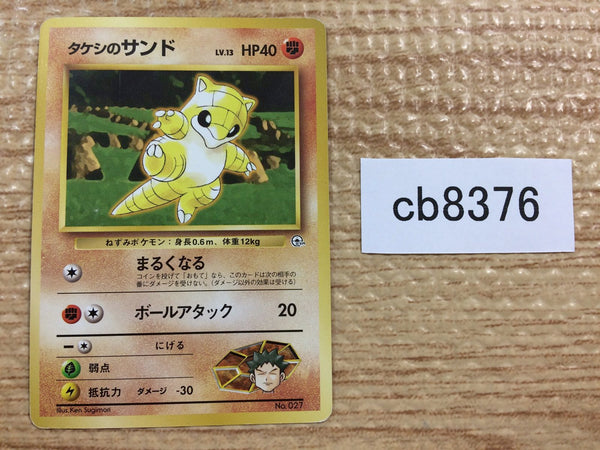 タケシのサンド LV.13 HP40
ねずみポケモン：身長0.6m、体重12kg
まるくなる
コインを投げて「おもて」なら、このカードは次の相手の
番にダメージを受けない。（ダメージ以外の効果は受ける）
ボールアタック 20
にげる
弱点
抵抗力 ダメージ -30
Illus. Ken Sugimori
No. 027
cb8376